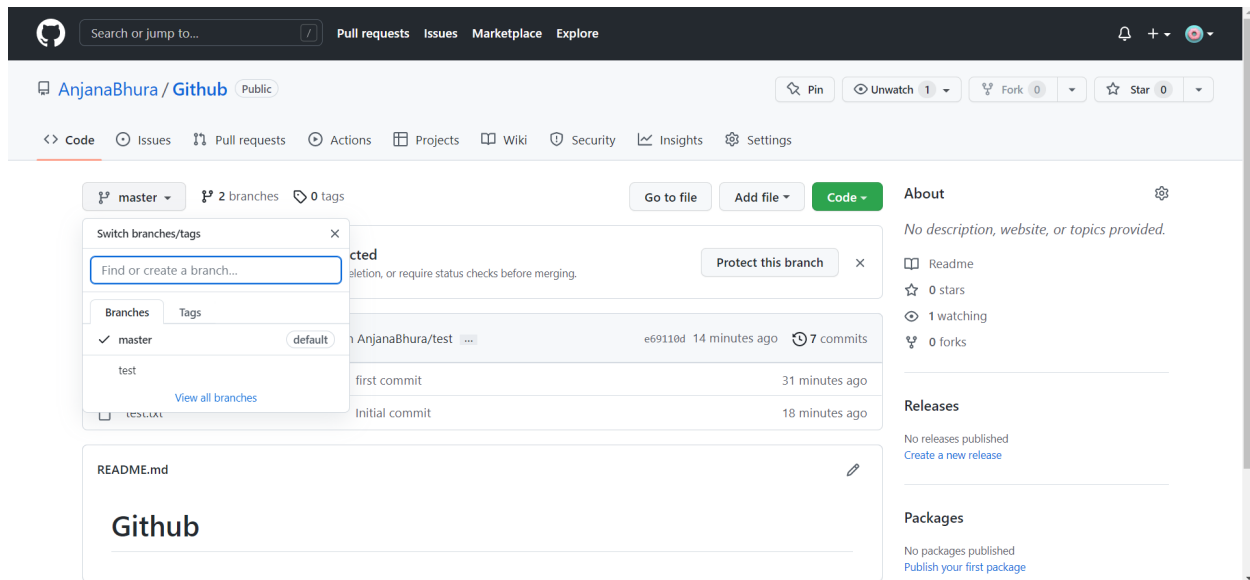 Search or jump to... / Pull requests Issues Marketplace Explore
AnjanaBhura / Github Public Pin Unwatch 1 Fork 0 Star 0
Code Issues Pull requests Actions Projects Wiki Security Insights Settings
master 2 branches 0 tags Go to file Add file Code
Switch branches/tags
Find or create a branch...
Branches Tags
master default
test
View all branches
cted
eletion, or require status checks before merging.
Protect this branch
AnjanaBhura/test ... e69110d 14 minutes ago 7 commits
first commit 31 minutes ago
test.txt Initial commit 18 minutes ago
README.md
Github
About
No description, website, or topics provided.
Readme
0 stars
1 watching
0 forks
Releases
No releases published
Create a new release
Packages
No packages published
Publish your first package